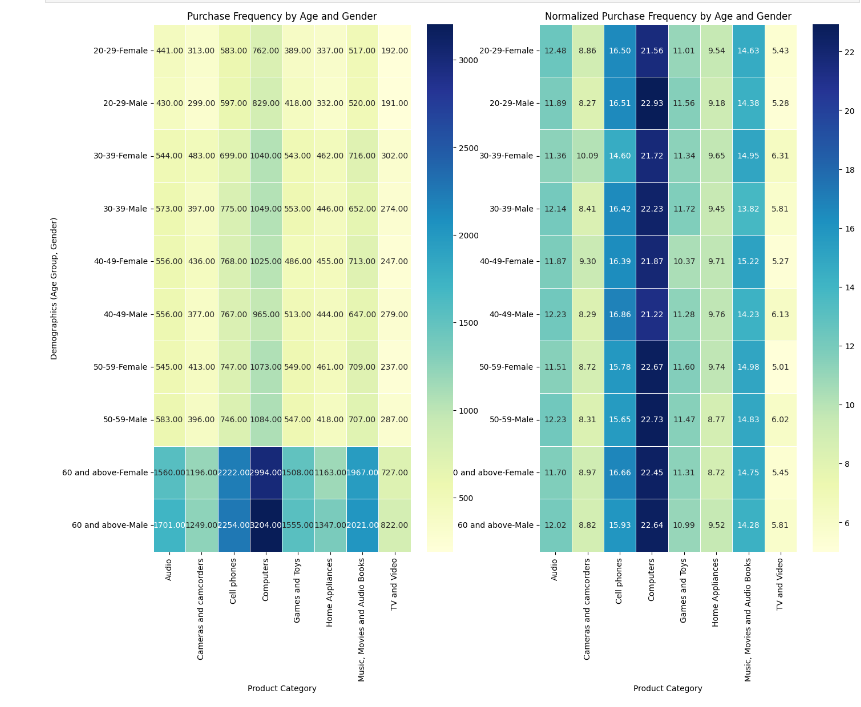 Purchase Frequency by Age and Gender
20-29-Female 441.00 313.00 583.00 762.00 389.00 337.00 517.00 192.00
20-29-Male 430.00 299.00 597.00 829.00 418.00 332.00 520.00 191.00
30-39-Female 544.00 483.00 699.00 1040.00 543.00 462.00 716.00 302.00
30-39-Male 573.00 397.00 775.00 1049.00 553.00 446.00 652.00 274.00
40-49-Female 556.00 436.00 768.00 1025.00 486.00 455.00 713.00 247.00
40-49-Male 556.00 377.00 767.00 965.00 513.00 444.00 647.00 279.00
50-59-Female 545.00 413.00 747.00 1073.00 549.00 461.00 709.00 237.00
50-59-Male 583.00 396.00 746.00 1084.00 547.00 418.00 707.00 287.00
60 and above-Female 1560.00 1196.00 2222.00 2994.00 1508.00 1163.00 1967.00 727.00
60 and above-Male 1701.00 1249.00 2254.00 3204.00 1555.00 1347.00 2021.00 822.00
Demographics (Age Group, Gender)
Audio
Cameras and camcorders
Cell phones
Computers
Games and Toys
Home Appliances
Music, Movies and Audio Books
TV and Video
Product Category
3000
2500
2000
1500
1000
500
Normalized Purchase Frequency by Age and Gender
20-29-Female 12.48 8.86 16.50 21.56 11.01 9.54 14.63 5.43
20-29-Male 11.89 8.27 16.51 22.93 11.56 9.18 14.38 5.28
30-39-Female 11.36 10.09 14.60 21.72 11.34 9.65 14.95 6.31
30-39-Male 12.14 8.41 16.42 22.23 11.72 9.45 13.82 5.81
40-49-Female 11.87 9.30 16.39 21.87 10.37 9.71 15.22 5.27
40-49-Male 12.23 8.29 16.86 21.22 11.28 9.76 14.23 6.13
50-59-Female 11.51 8.72 15.78 22.67 11.60 9.74 14.98 5.01
50-59-Male 12.23 8.31 15.65 22.73 11.47 8.77 14.83 6.02
0 and above-Female 11.70 8.97 16.66 22.45 11.31 8.72 14.75 5.45
60 and above-Male 12.02 8.82 15.93 22.64 10.99 9.52 14.28 5.81
Audio
Cameras and camcorders
Cell phones
Computers
Games and Toys
Home Appliances
Music, Movies and Audio Books
TV and Video
Product Category
22
20
18
16
14
12
10
8
6